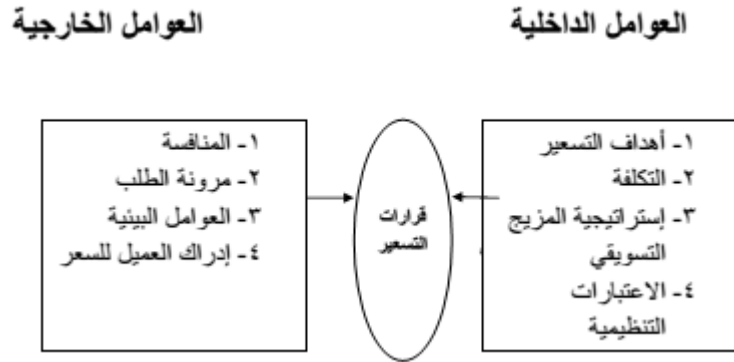 العوامل الداخلية
العوامل الخارجية
١- أهداف التسعير
٢- التكلفة
٣- إستراتيجية المزيج
التسويقي
٤- الاعتبارات
التنظيمية
قرارات
التسعير
١- المنافسة
٢- مرونة الطلب
٣- العوامل البيئية
٤- إدراك العميل للسعر